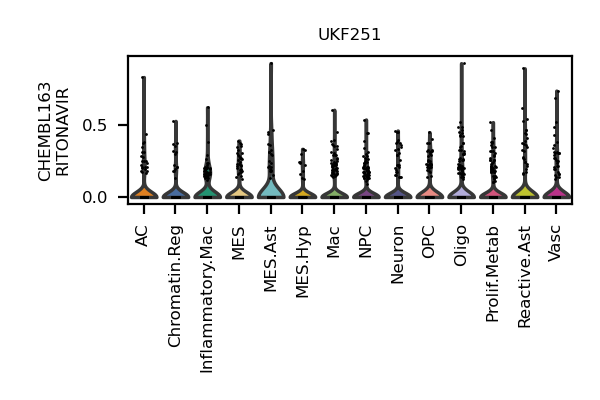 UKF251
CHEMBL163
RITONAVIR
0.5
0.0
AC
Chromatin.Reg
Inflammatory.Mac
MES
MES.Ast
MES.Hyp
Mac
NPC
Neuron
OPC
Oligo
Prolif.Metab
Reactive.Ast
Vasc